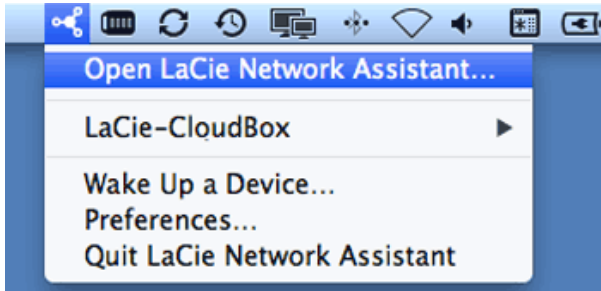 Open LaCie Network Assistant...
LaCie-CloudBox
Wake Up a Device...
Preferences...
Quit LaCie Network Assistant